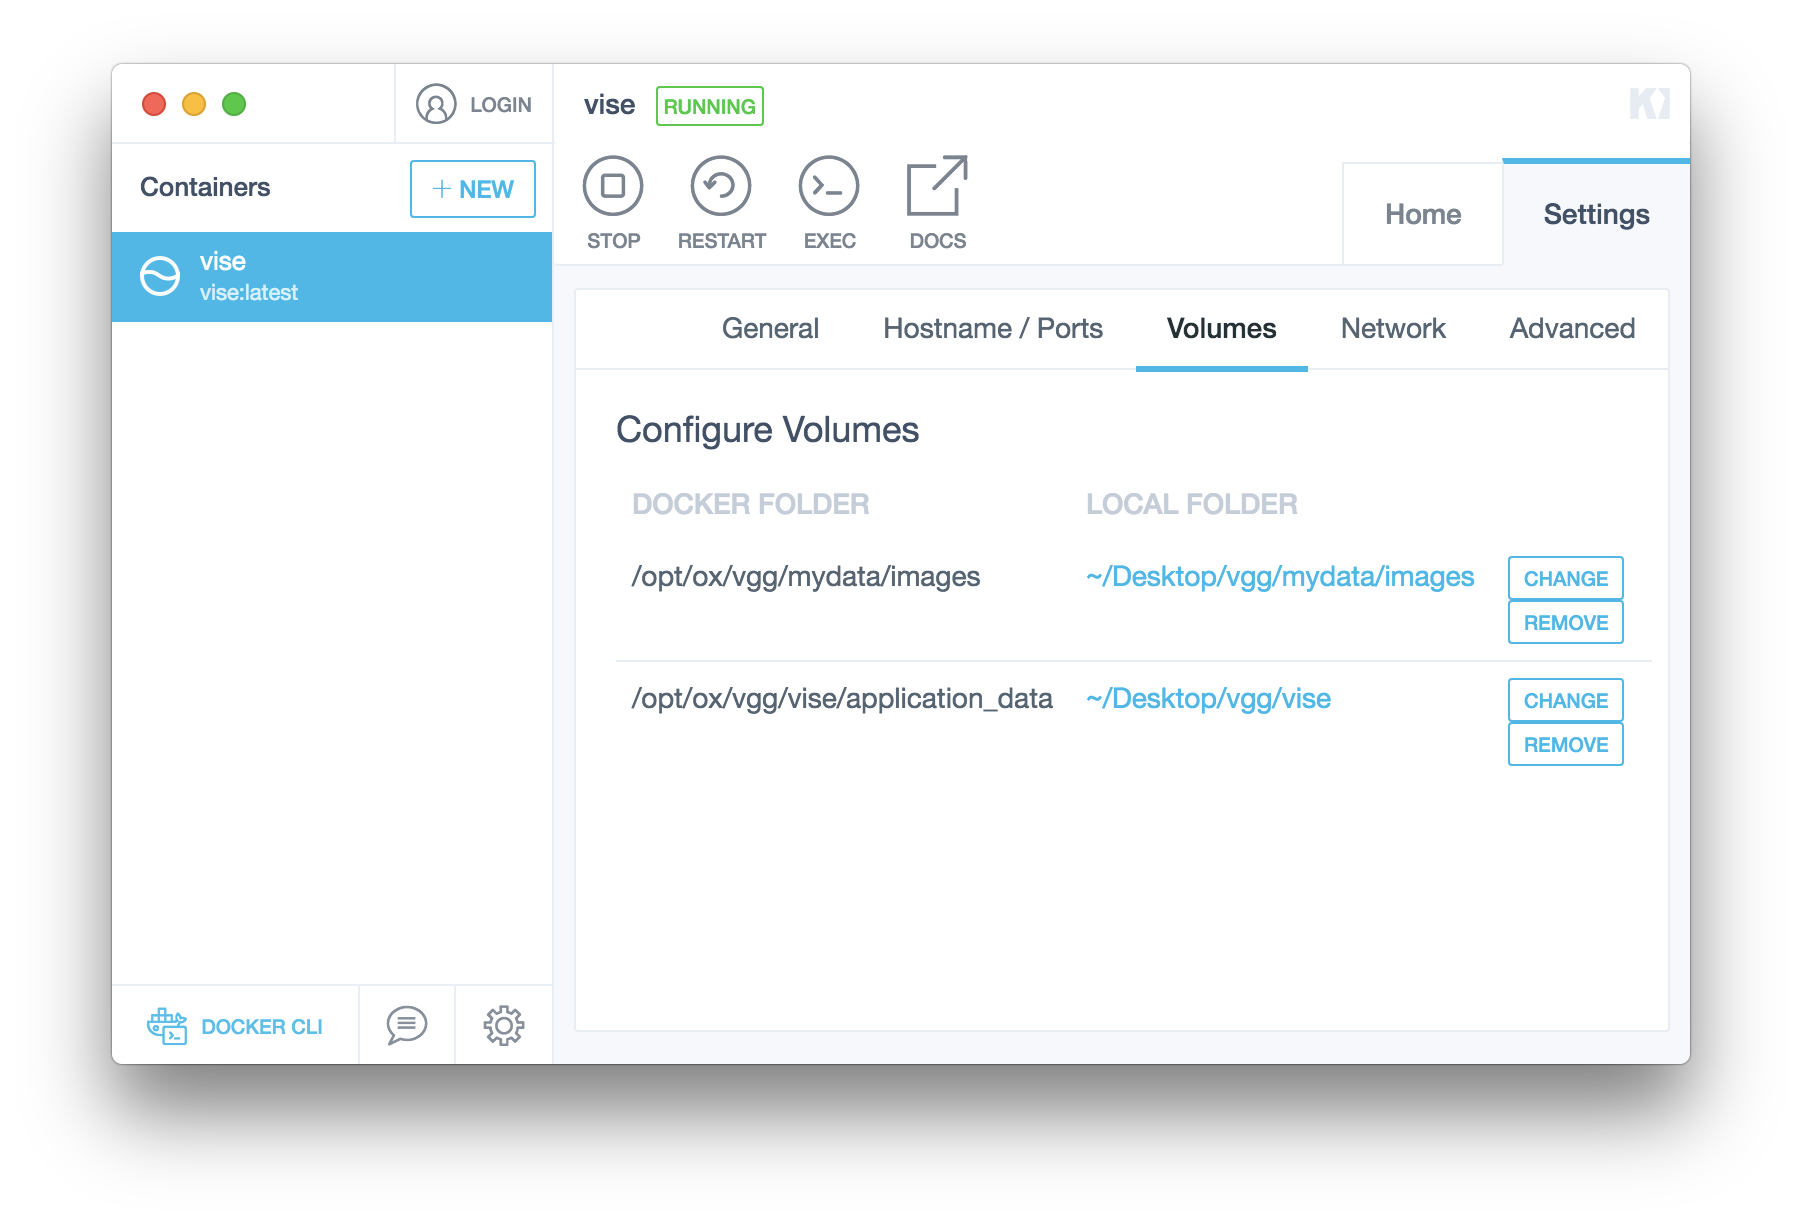 LOGIN
vise RUNNING
Containers
+ NEW
STOP RESTART EXEC DOCS
Home Settings
vise
vise:latest
General Hostname / Ports Volumes Network Advanced
Configure Volumes
DOCKER FOLDER LOCAL FOLDER
/opt/ox/vgg/mydata/images ~/Desktop/vgg/mydata/images CHANGE
REMOVE
/opt/ox/vgg/vise/application_data ~/Desktop/vgg/vise CHANGE
REMOVE
DOCKER CLI